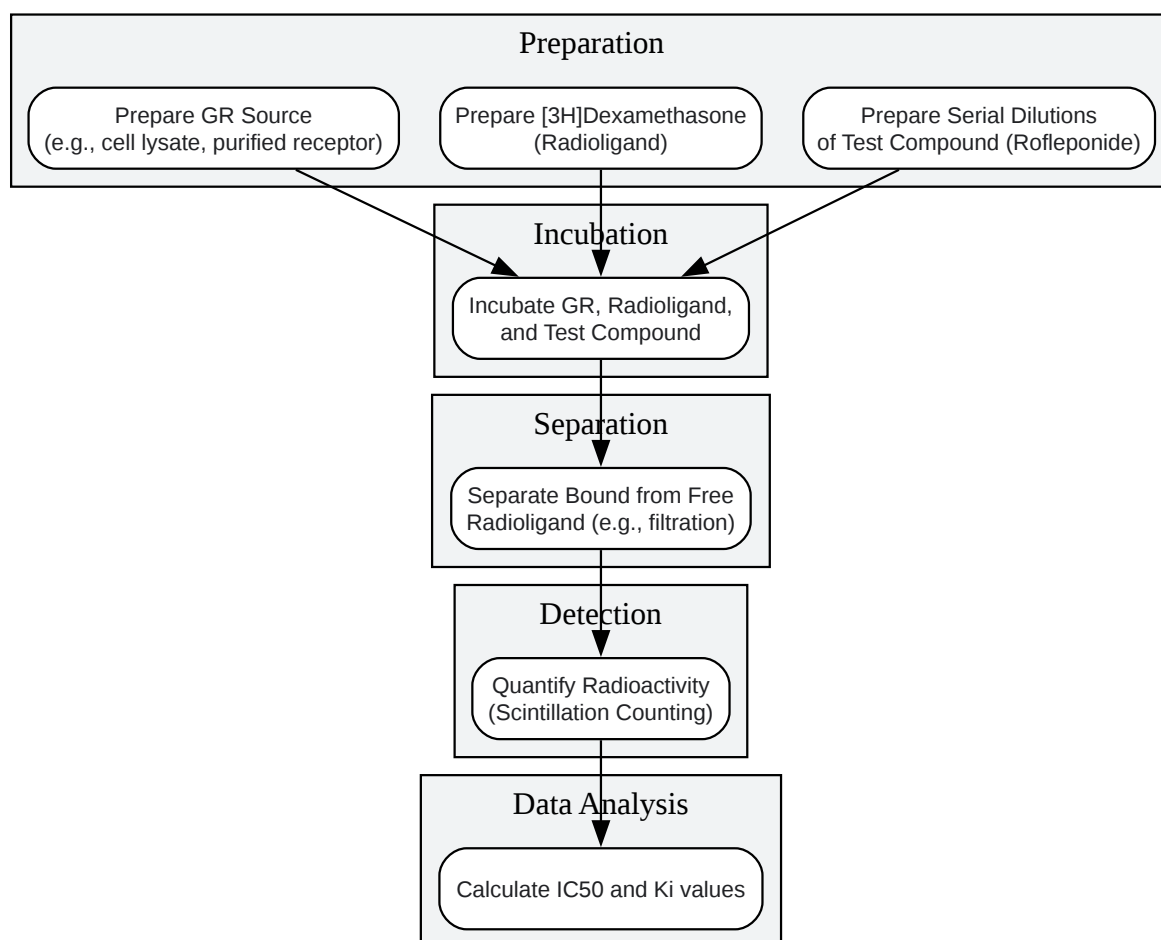 Preparation
Prepare GR Source
(e.g., cell lysate, purified receptor)
Prepare [3H]Dexamethasone
(Radioligand)
Prepare Serial Dilutions
of Test Compound (Rofleponide)
Incubation
Incubate GR, Radioligand,
and Test Compound
Separation
Separate Bound from Free
Radioligand (e.g., filtration)
Detection
Quantify Radioactivity
(Scintillation Counting)
Data Analysis
Calculate IC50 and Ki values